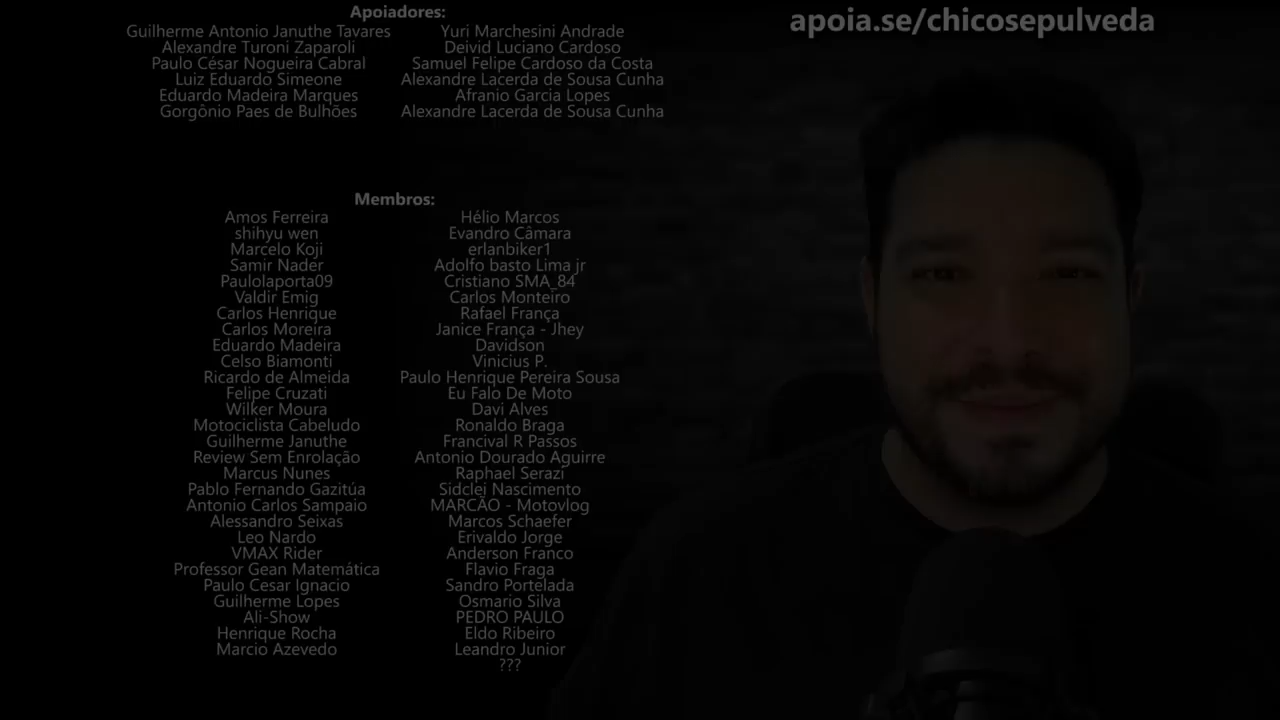 Apoiadores:
Guilherme Antonio Januthe Tavares
Alexandre Turoni Zaparoli
Paulo César Nogueira Cabral
Luiz Eduardo Simeone
Eduardo Madeira Marques
Gorgônio Paes de Bulhões
Yuri Marchesini Andrade
Deivid Luciano Cardoso
Samuel Felipe Cardoso da Costa
Alexandre Lacerda de Sousa Cunha
Afranio Garcia Lopes
Alexandre Lacerda de Sousa Cunha
apoia.se/chicosepulveda
Membros:
Amos Ferreira
shihyu wen
Marcelo Koji
Samir Nader
Paulolaporta09
Valdir Emig
Carlos Henrique
Carlos Moreira
Eduardo Madeira
Celso Biamonti
Ricardo de Almeida
Felipe Cruzati
Wilker Moura
Motociclista Cabeludo
Guilherme Januthe
Review Sem Enrolação
Marcus Nunes
Pablo Fernando Gazitúa
Antonio Carlos Sampaio
Alessandro Seixas
Leo Nardo
VMAX Rider
Professor Gean Matemática
Paulo Cesar Ignacio
Guilherme Lopes
Ali-Show
Henrique Rocha
Marcio Azevedo
Hélio Marcos
Evandro Câmara
erlanbiker1
Adolfo basto Lima jr
Cristiano SMA_84
Carlos Monteiro
Rafael França
Janice França - Jhey
Davidson
Vinicius P.
Paulo Henrique Pereira Sousa
Eu Falo De Moto
Davi Alves
Ronaldo Braga
Francival R Passos
Antonio Dourado Aguirre
Raphael Serazi
Sidclei Nascimento
MARCÃO - Motovlog
Marcos Schaefer
Erivaldo Jorge
Anderson Franco
Flavio Fraga
Sandro Portelada
Osmario Silva
PEDRO PAULO
Eldo Ribeiro
Leandro Junior
???